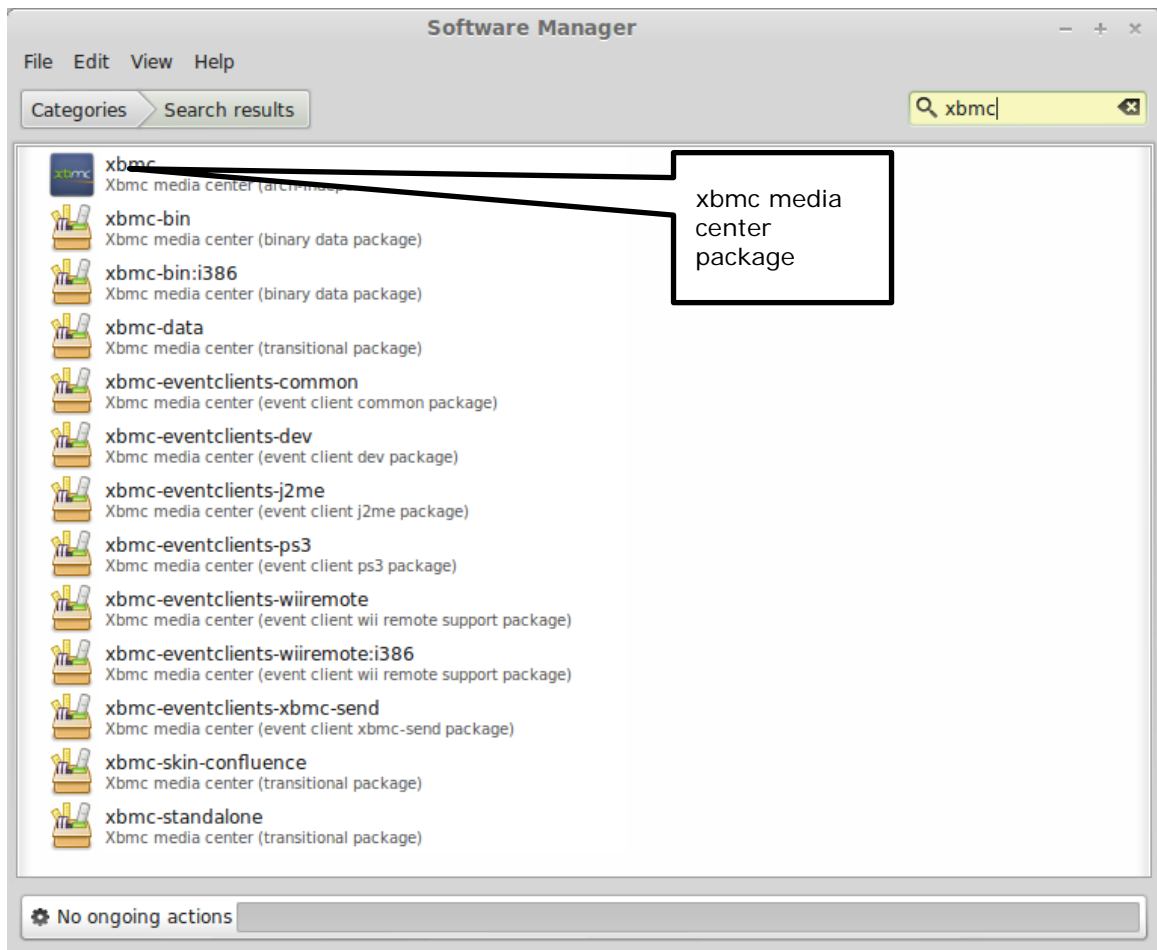 Software Manager
File Edit View Help
Categories Search results
xbmc
xbmc
xbmc
Xbmc media center
xbmc media
center
package
xbmc-bin
Xbmc media center (binary data package)
xbmc-bin:i386
Xbmc media center (binary data package)
xbmc-data
Xbmc media center (transitional package)
xbmc-eventclients-common
Xbmc media center (event client common package)
xbmc-eventclients-dev
Xbmc media center (event client dev package)
xbmc-eventclients-j2me
Xbmc media center (event client j2me package)
xbmc-eventclients-ps3
Xbmc media center (event client ps3 package)
xbmc-eventclients-wiiremote
Xbmc media center (event client wii remote support package)
xbmc-eventclients-wiiremote:i386
Xbmc media center (event client wii remote support package)
xbmc-eventclients-xbmc-send
Xbmc media center (event client xbmc-send package)
xbmc-skin-confluence
Xbmc media center (transitional package)
xbmc-standalone
Xbmc media center (transitional package)
No ongoing actions